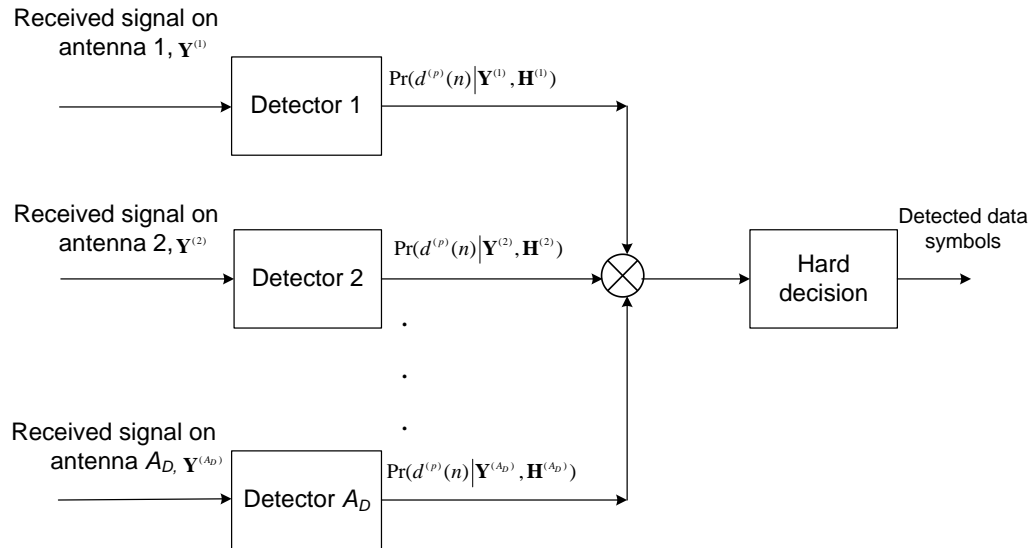 Received signal on
antenna 1, Y^(1)
Detector 1
Pr(d^(p)(n)|Y^(1), H^(1))
Received signal on
antenna 2, Y^(2)
Detector 2
Pr(d^(p)(n)|Y^(2), H^(2))
Detected data
symbols
Hard
decision
.
.
.
Received signal on
antenna A_D, Y^(A_D)
Detector A_D
Pr(d^(p)(n)|Y^(A_D), H^(A_D))